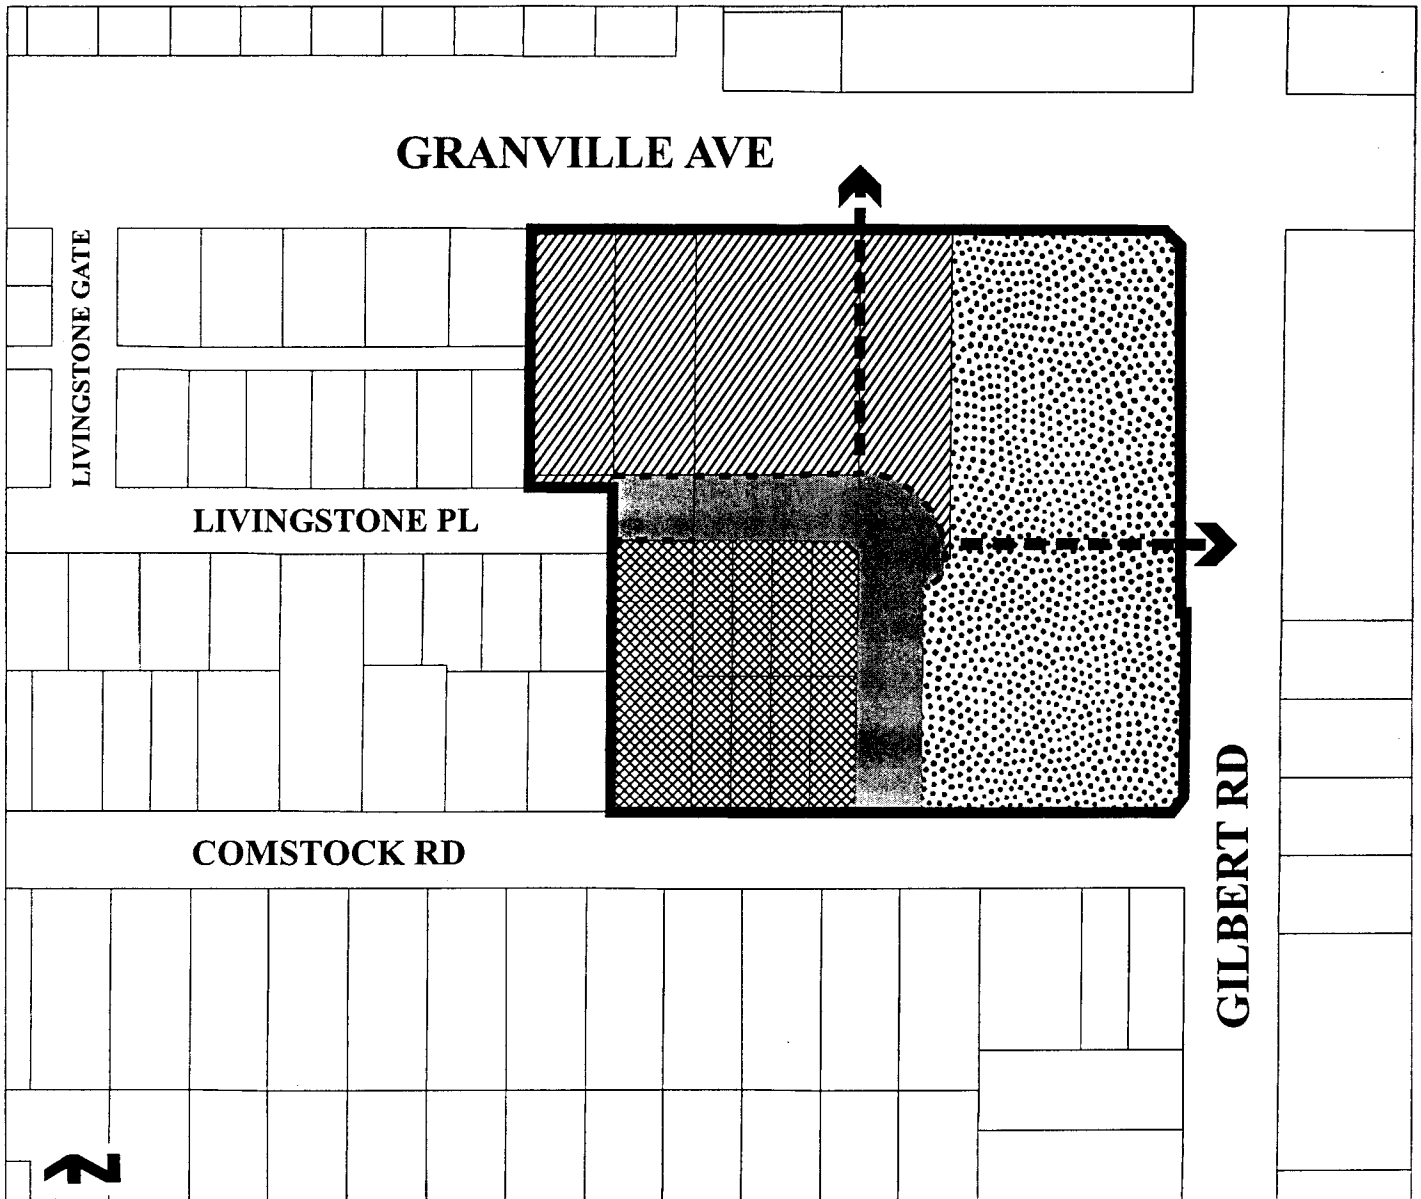 GRANVILLE AVE
LIVINGSTONE GATE
LIVINGSTONE PL
COMSTOCK RD
GILBERT RD
N